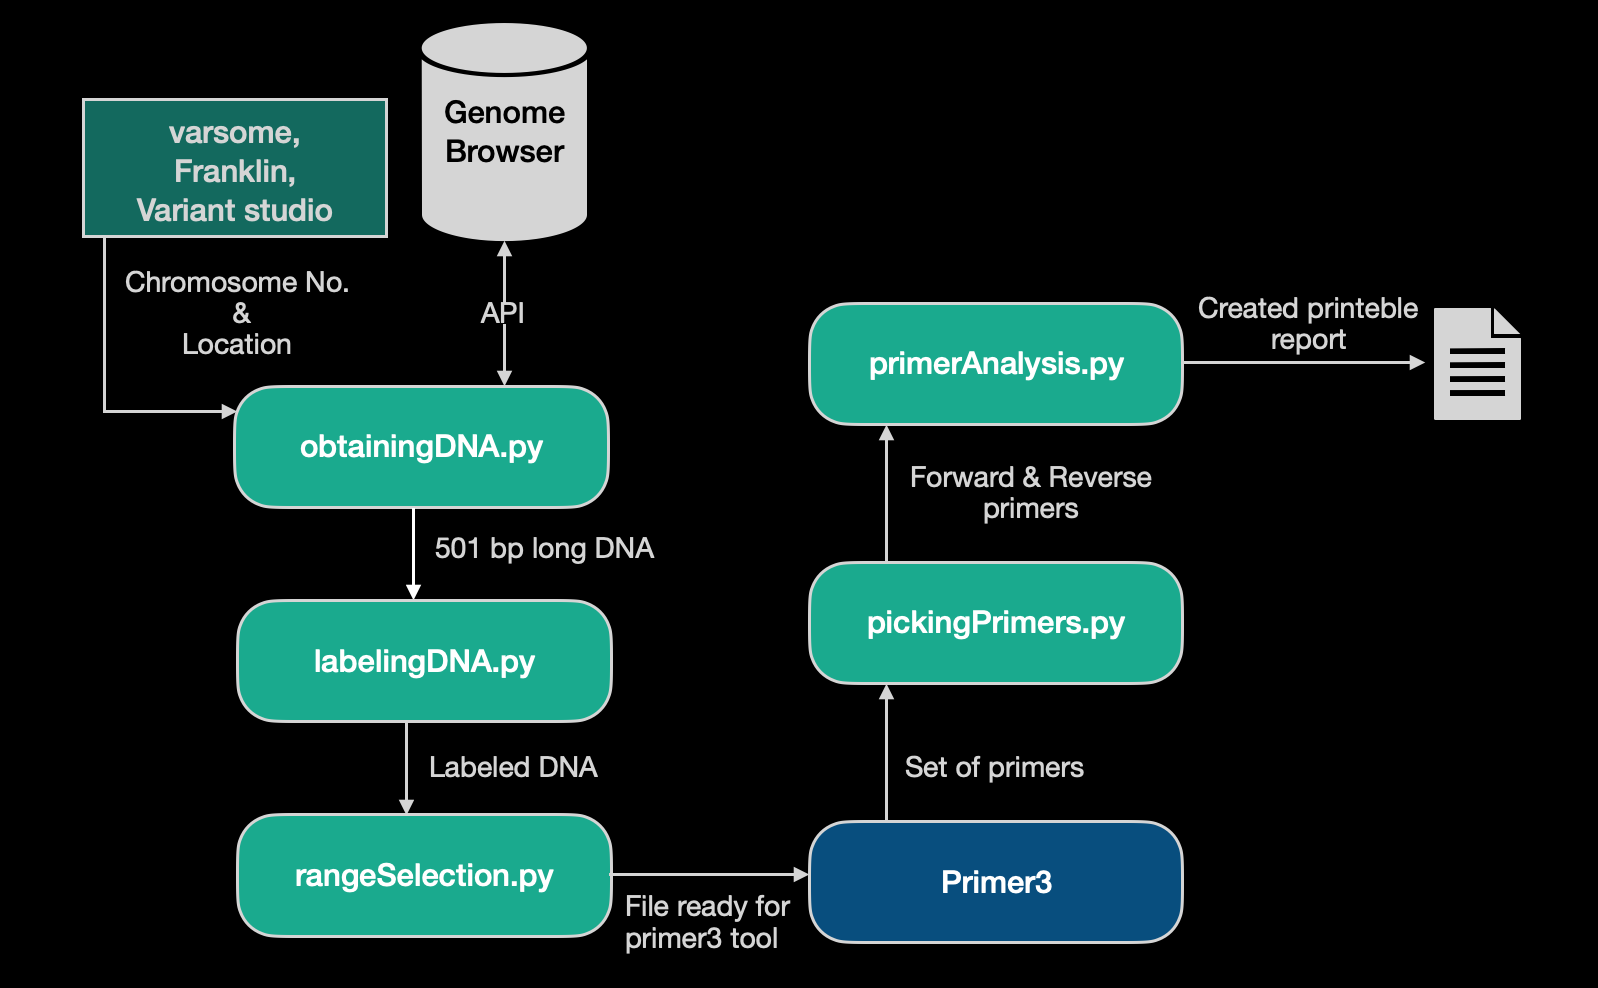 varsome,
Franklin,
Variant studio
Genome
Browser
Chromosome No.
&
Location
API
obtainingDNA.py
501 bp long DNA
labelingDNA.py
Labeled DNA
rangeSelection.py
File ready for
primer3 tool
Primer3
Set of primers
pickingPrimers.py
Forward & Reverse
primers
primerAnalysis.py
Created printeble
report